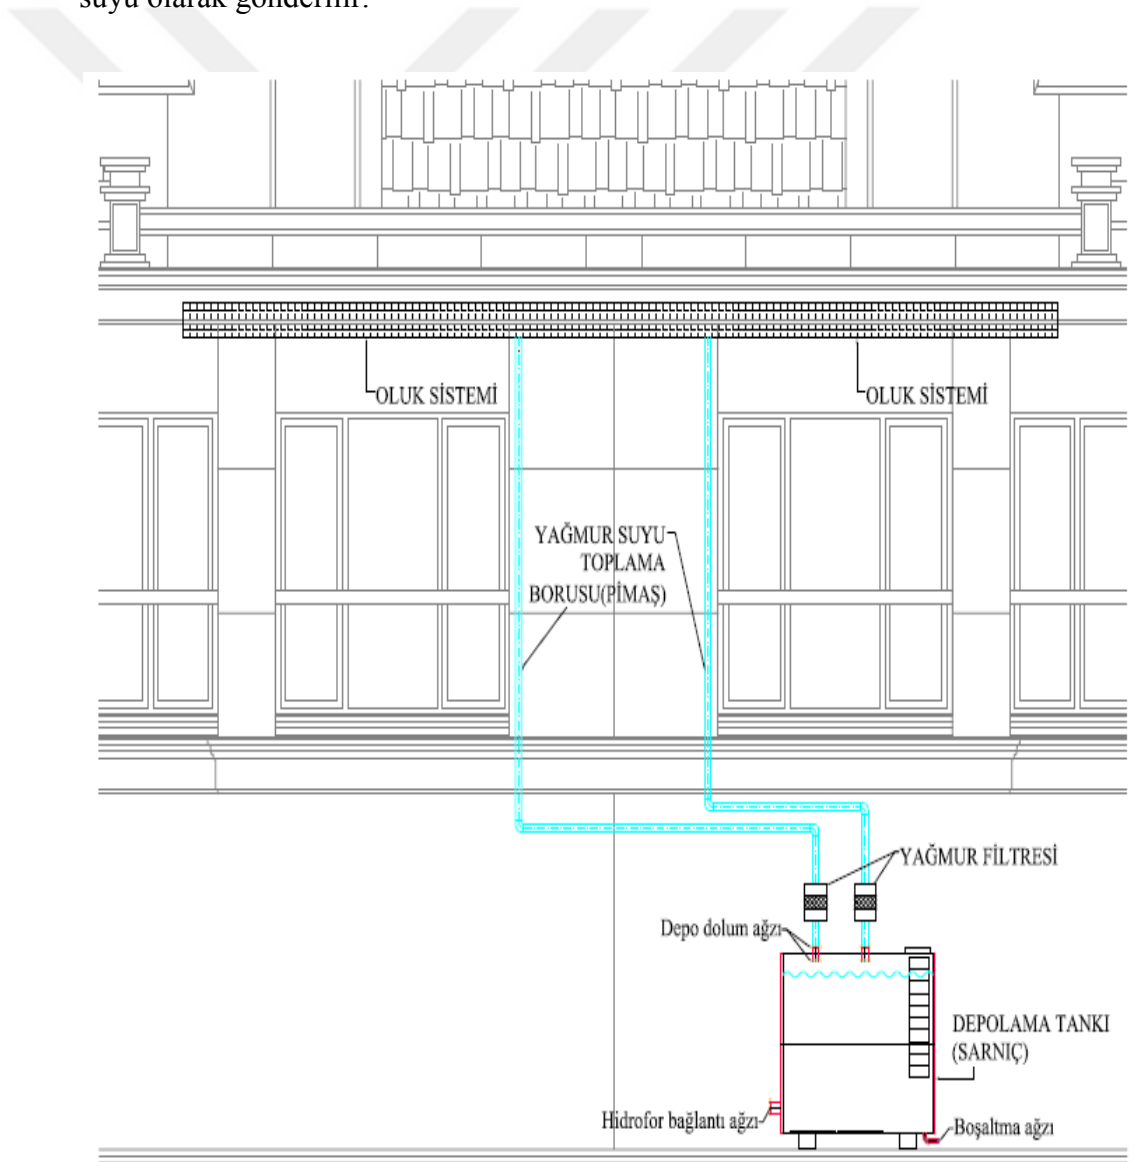 suyu olarak gönderilir.
OLUK SİSTEMİ
OLUK SİSTEMİ
YAĞMUR SUYU
TOPLAMA
BORUSU(PİMAŞ)
YAĞMUR FİLTRESİ
Depo dolum ağzı
DEPOLAMA TANKI
(SARNIÇ)
Hidrofor bağlantı ağzı
Boşaltma ağzı